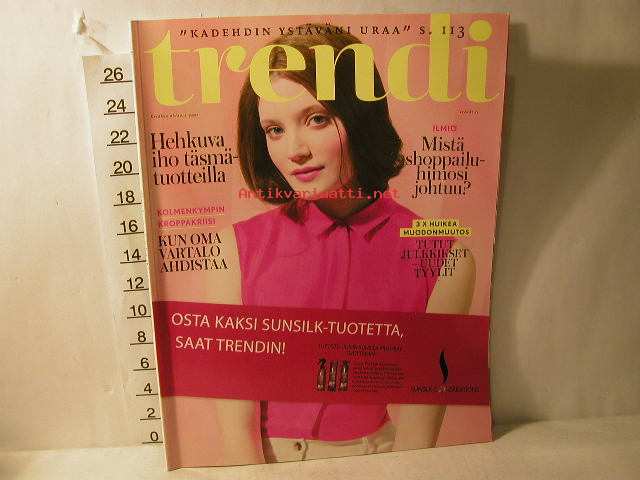 "KADEHDIN YSTÄVÄNI URAA" S. 113
trendi
Hehkuva
iho täsmä-
tuotteilla
KOLMENKYMPIN
KROPPAKRIISI
KUN OMA
VARTALO
AHDISTAA
ILMIÖ
Mistä
shoppailu-
himosi
johtuu?
Antikvariaatti.net
3 X HUIKEA
MUODONMUUTOS
TUTUT
JULKKIKSET
– UUDET
TYYLIT
OSTA KAKSI SUNSILK-TUOTETTA,
SAAT TRENDIN!
26
24
22
20
18
16
14
12
10
8
6
4
2
0